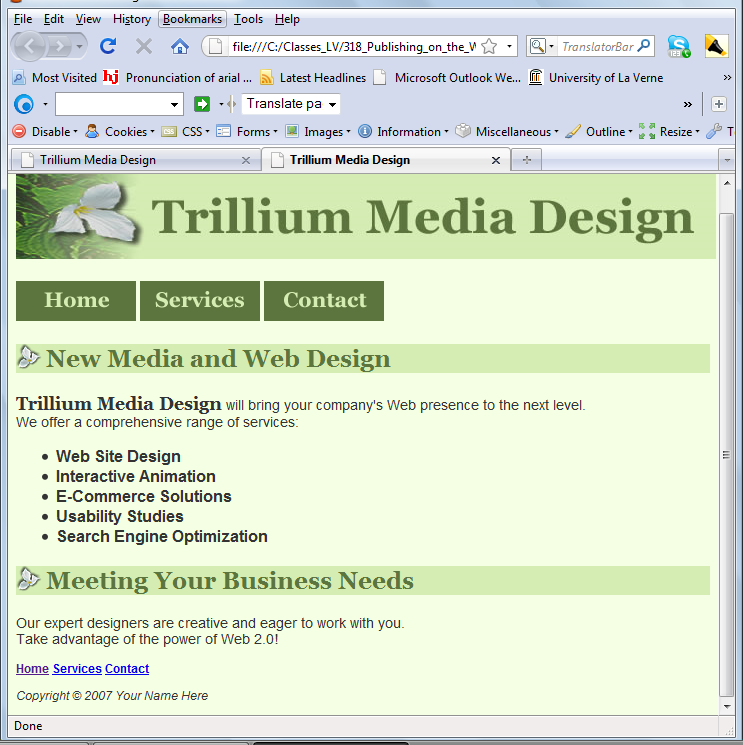 File Edit View History Bookmarks Tools Help
file:///C:/Classes_LV/318_Publishing_on_the_W TranslatorBar
Most Visited hj Pronunciation of arial ... Latest Headlines Microsoft Outlook We... University of La Verne »
Translate pa »
Disable Cookies CSS Forms Images Information Miscellaneous Outline Resize T
Trillium Media Design Trillium Media Design
Trillium Media Design
Home Services Contact
New Media and Web Design
Trillium Media Design will bring your company's Web presence to the next level.
We offer a comprehensive range of services:
• Web Site Design
• Interactive Animation
• E-Commerce Solutions
• Usability Studies
• Search Engine Optimization
Meeting Your Business Needs
Our expert designers are creative and eager to work with you.
Take advantage of the power of Web 2.0!
Home Services Contact
Copyright © 2007 Your Name Here
Done